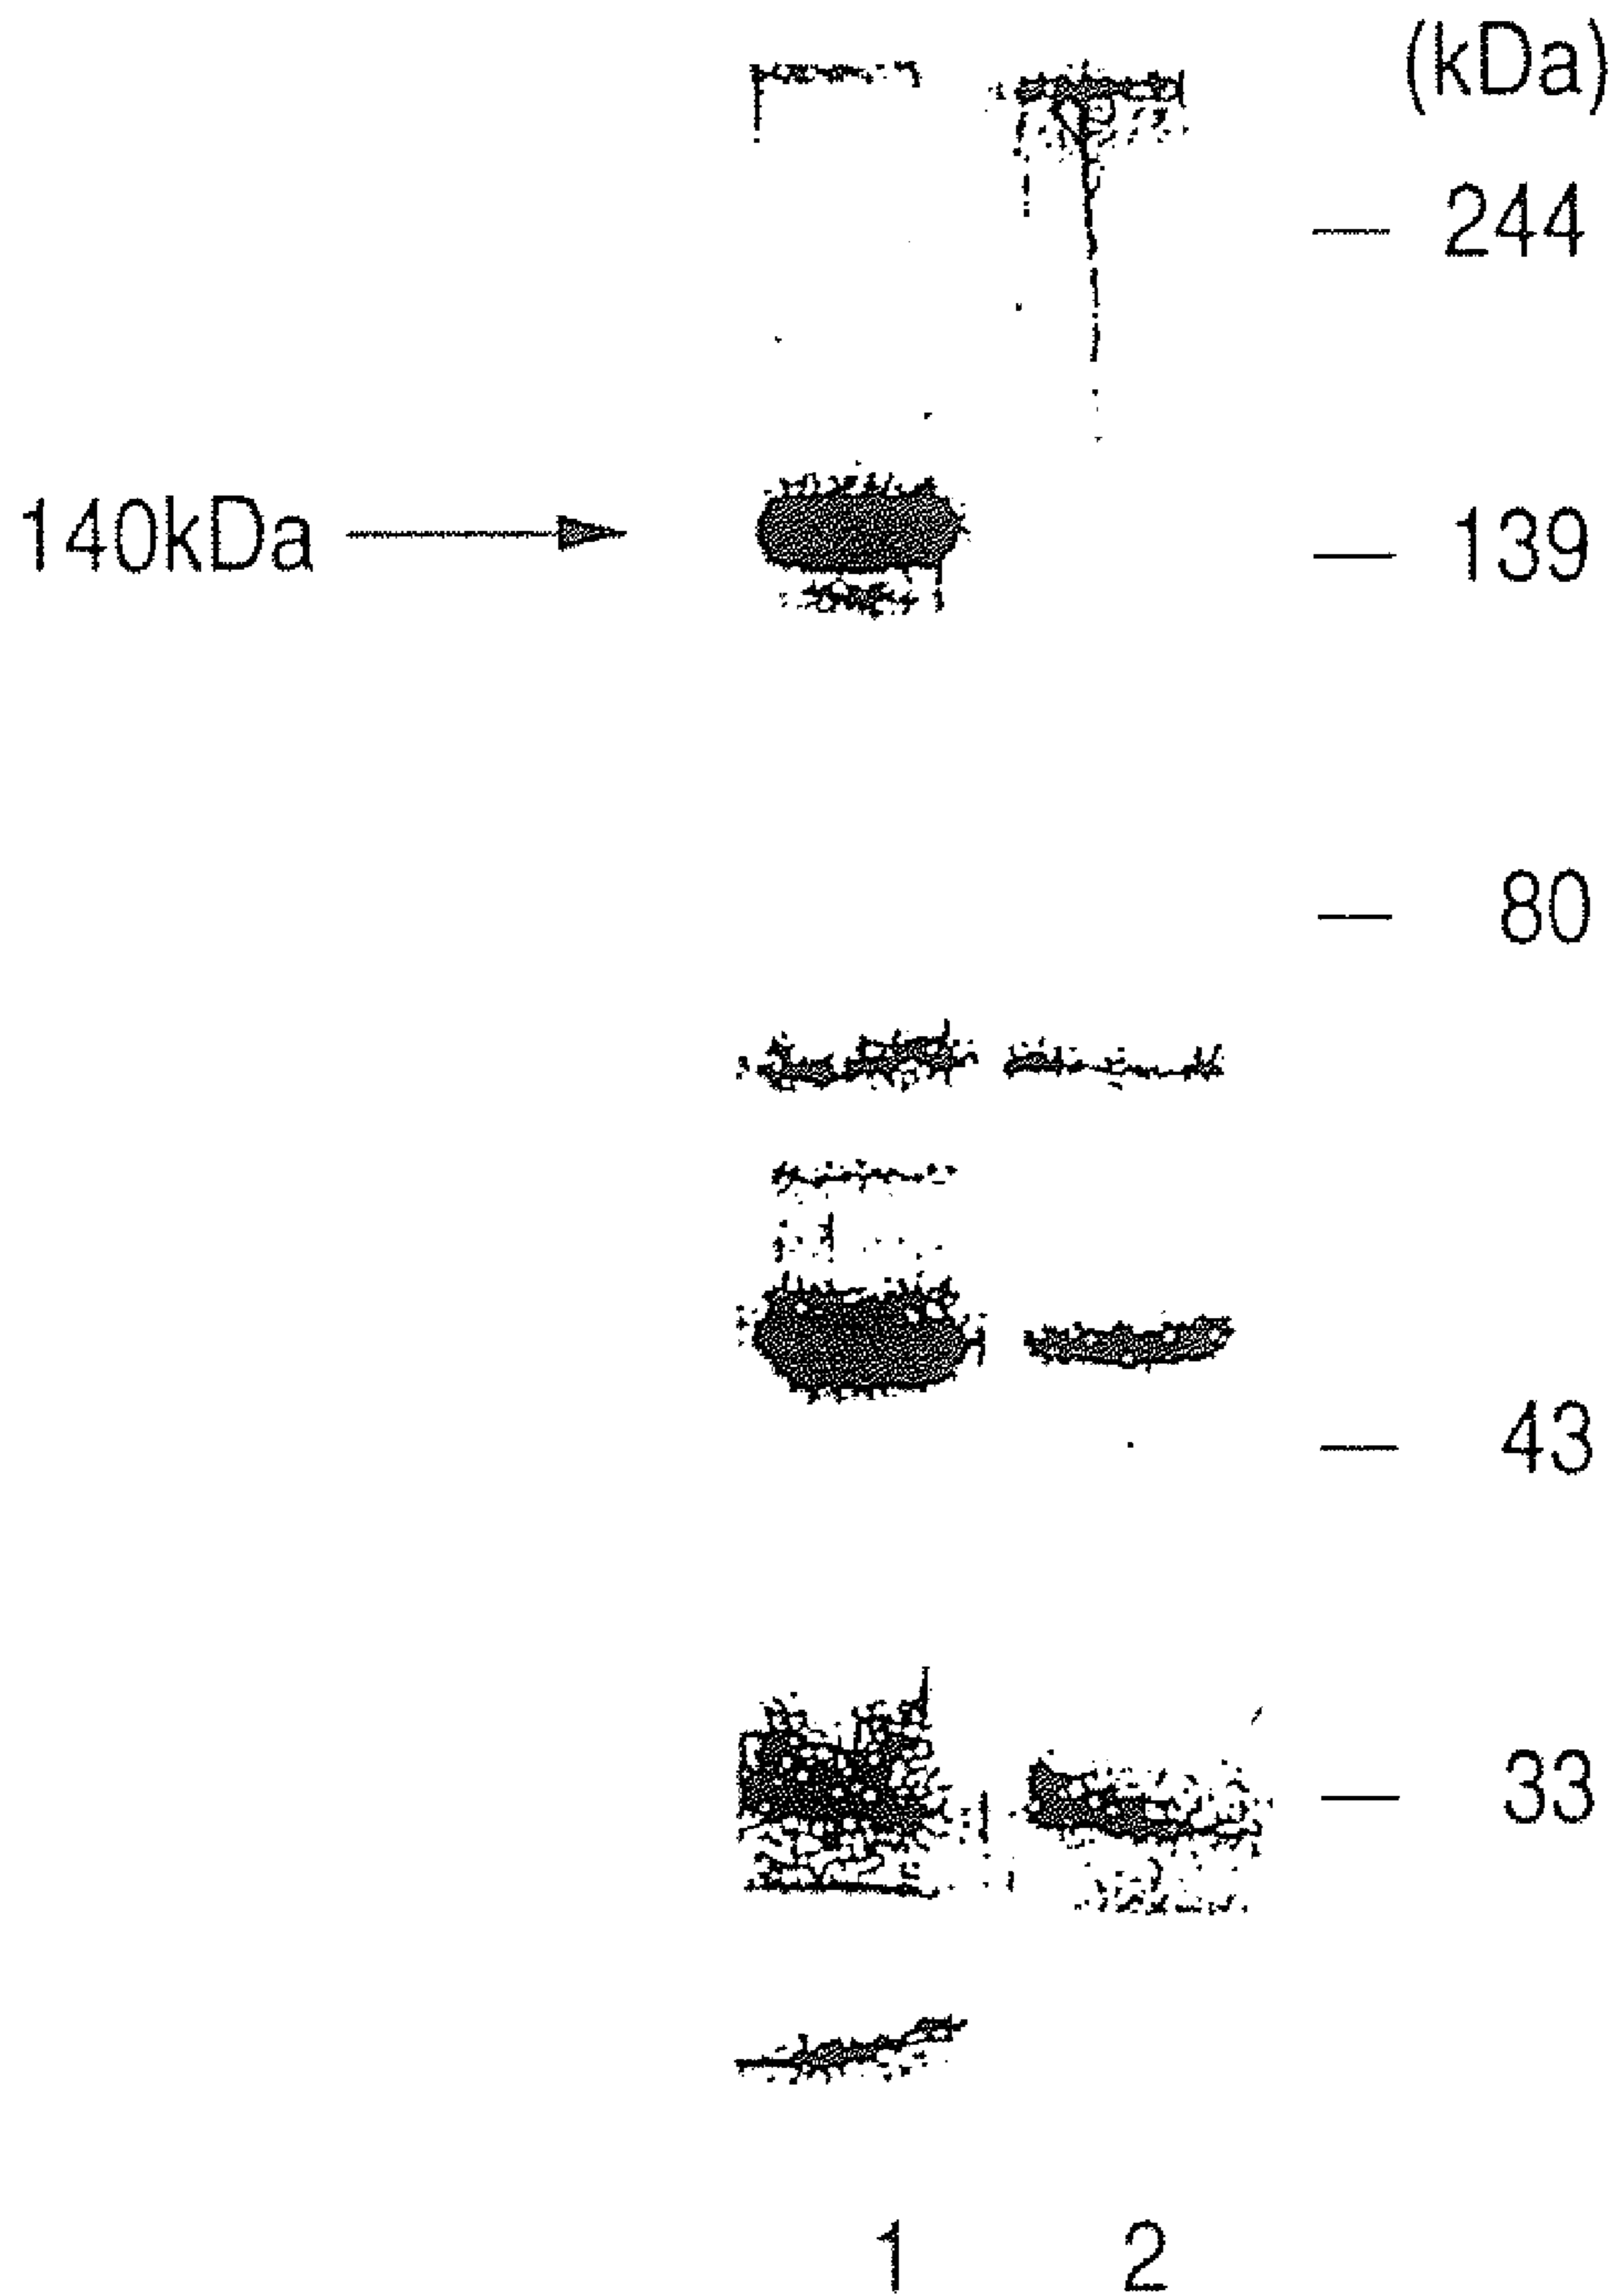 (kDa)
— 244
140kDa — 139
— 80
— 43
— 33
1 2